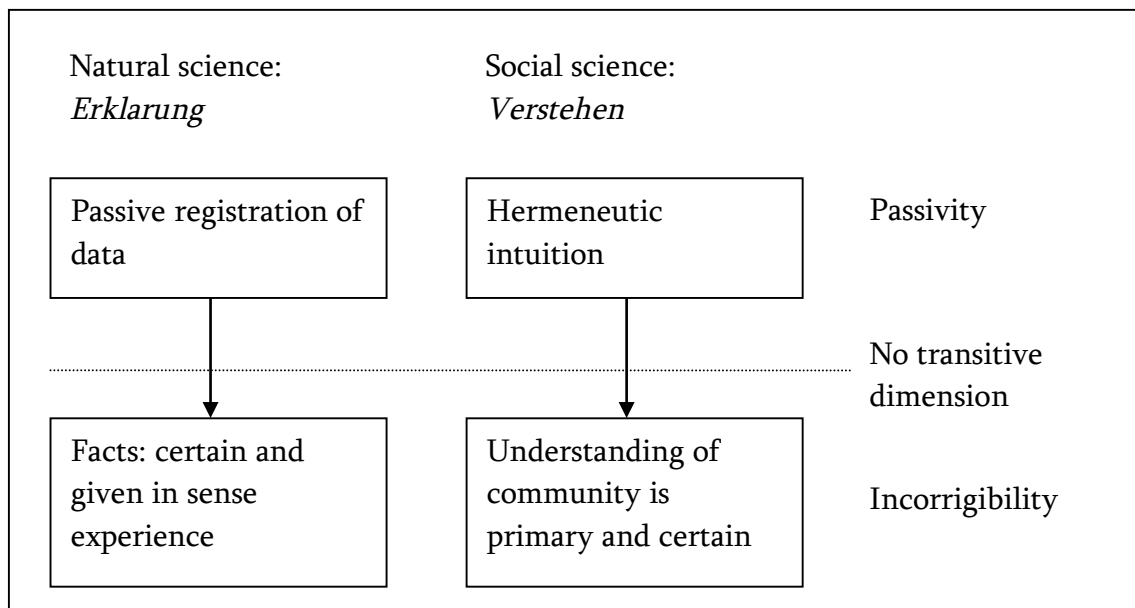 Natural science:
Erklarung
Social science:
Verstehen
Passive registration of
data
Hermeneutic
intuition
Passivity
No transitive
dimension
Facts: certain and
given in sense
experience
Understanding of
community is
primary and certain
Incorrigibility